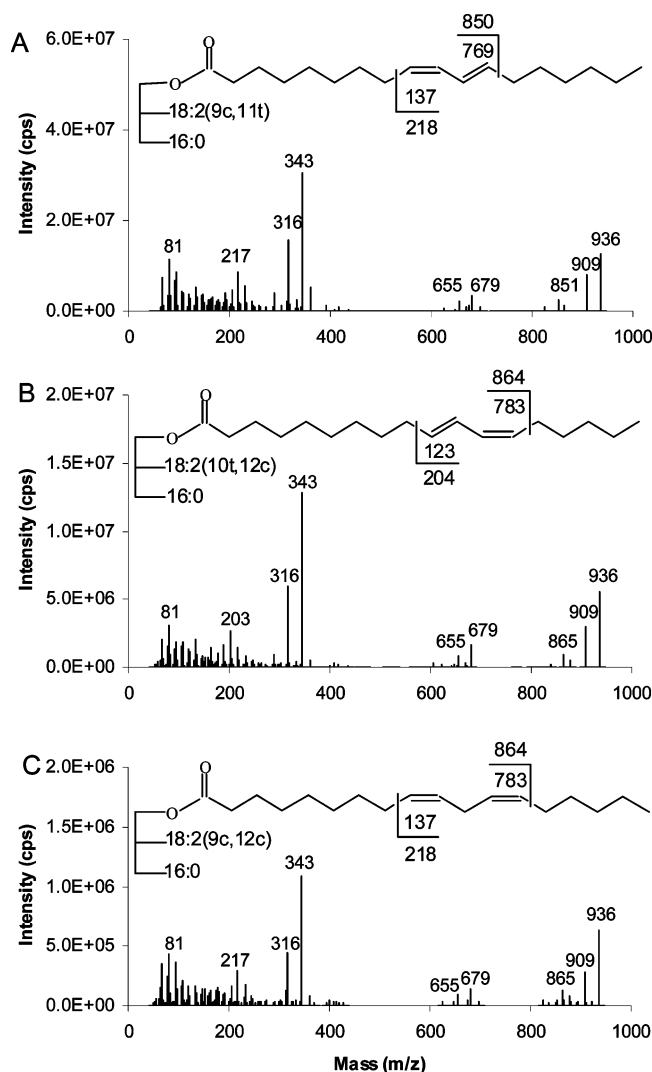 A
6.0E+07
4.0E+07
2.0E+07
0.0E+00
Intensity (cps)
O
O
18:2(9c,11t)
16:0
850
769
137
218
81
217
316
343
655
679
851
909
936
0
200
400
600
800
1000
B
2.0E+07
1.5E+07
1.0E+07
5.0E+06
0.0E+00
Intensity (cps)
O
O
18:2(10t,12c)
16:0
864
783
123
204
81
203
316
343
655
679
865
909
936
0
200
400
600
800
1000
C
2.0E+06
1.5E+06
1.0E+06
5.0E+05
0.0E+00
Intensity (cps)
O
O
18:2(9c,12c)
16:0
864
783
137
218
81
217
316
343
655
679
865
909
936
0
200
400
600
800
1000
Mass (m/z)